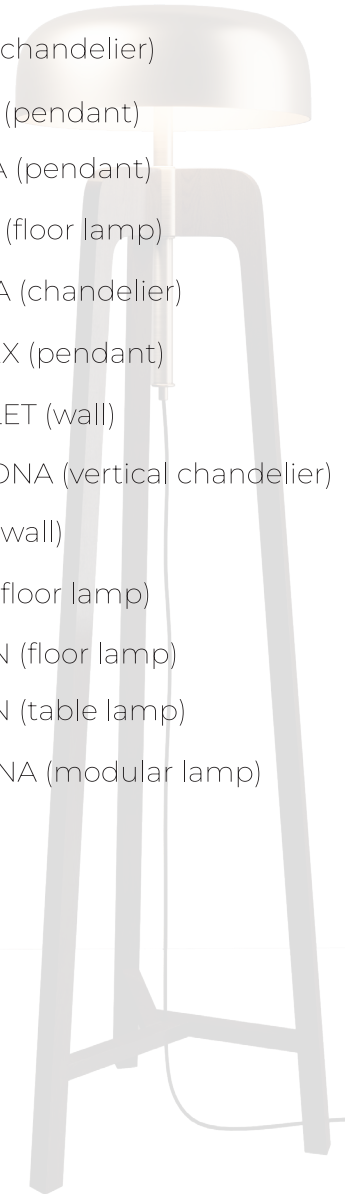 chandelier)
(pendant)
A (pendant)
(floor lamp)
A (chandelier)
X (pendant)
LET (wall)
ONA (vertical chandelier)
wall)
floor lamp)
N (floor lamp)
N (table lamp)
NA (modular lamp)